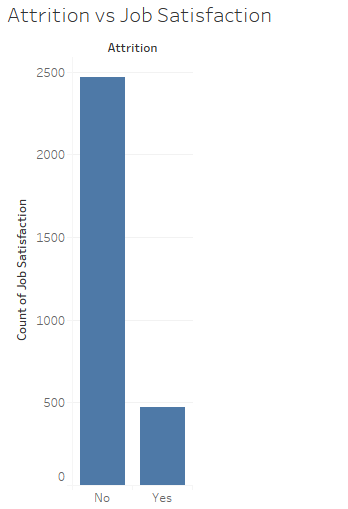 Attrition vs Job Satisfaction
Attrition
Count of Job Satisfaction
2500
2000
1500
1000
500
0
No Yes